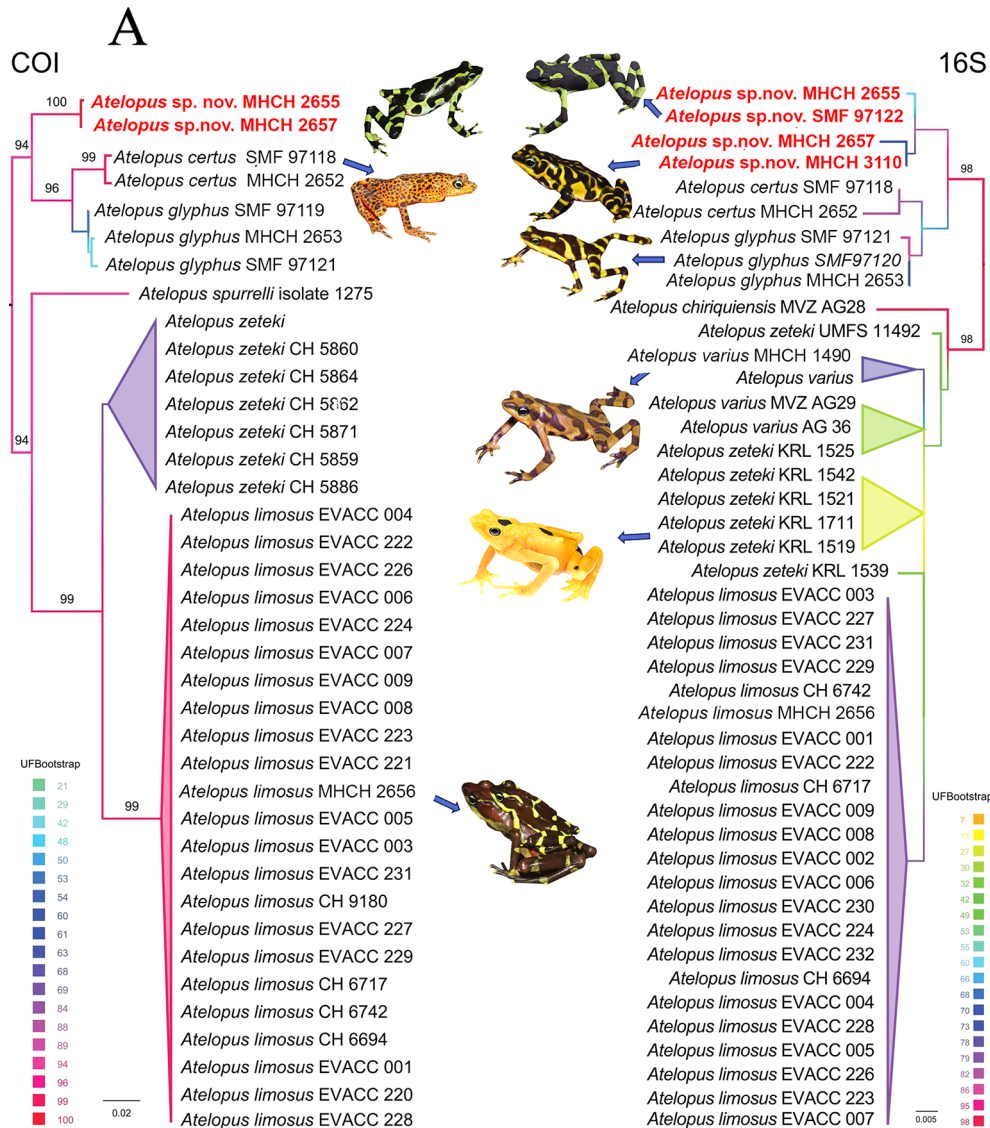 A
COI
100
Atelopus sp. nov. MHCH 2655
Atelopus sp.nov. MHCH 2657
94
99
Atelopus certus SMF 97118
Atelopus certus MHCH 2652
96
Atelopus glyphus SMF 97119
Atelopus glyphus MHCH 2653
Atelopus glyphus SMF 97121
Atelopus spurrelli isolate 1275
Atelopus zeteki
Atelopus zeteki CH 5860
Atelopus zeteki CH 5864
Atelopus zeteki CH 5862
94
Atelopus zeteki CH 5871
Atelopus zeteki CH 5859
Atelopus zeteki CH 5886
Atelopus limosus EVACC 004
Atelopus limosus EVACC 222
Atelopus limosus EVACC 226
99
Atelopus limosus EVACC 006
Atelopus limosus EVACC 224
Atelopus limosus EVACC 007
Atelopus limosus EVACC 009
Atelopus limosus EVACC 008
Atelopus limosus EVACC 223
Atelopus limosus EVACC 221
Atelopus limosus MHCH 2656
99
Atelopus limosus EVACC 005
Atelopus limosus EVACC 003
Atelopus limosus EVACC 231
Atelopus limosus CH 9180
Atelopus limosus EVACC 227
Atelopus limosus EVACC 229
Atelopus limosus CH 6717
Atelopus limosus CH 6742
Atelopus limosus CH 6694
Atelopus limosus EVACC 001
Atelopus limosus EVACC 220
Atelopus limosus EVACC 228
UFBootstrap
21
29
42
48
50
53
54
60
61
63
68
69
84
88
89
94
96
99
100
0.02
16S
Atelopus sp.nov. MHCH 2655
Atelopus sp.nov. SMF 97122
Atelopus sp.nov. MHCH 2657
Atelopus sp.nov. MHCH 3110
98
Atelopus certus SMF 97118
Atelopus certus MHCH 2652
Atelopus glyphus SMF 97121
Atelopus glyphus SMF97120
Atelopus glyphus MHCH 2653
Atelopus chiriquiensis MVZ AG28
Atelopus zeteki UMFS 11492
98
Atelopus varius MHCH 1490
Atelopus varius
Atelopus varius MVZ AG29
Atelopus varius AG 36
Atelopus zeteki KRL 1525
Atelopus zeteki KRL 1542
Atelopus zeteki KRL 1521
Atelopus zeteki KRL 1711
Atelopus zeteki KRL 1519
Atelopus zeteki KRL 1539
Atelopus limosus EVACC 003
Atelopus limosus EVACC 227
Atelopus limosus EVACC 231
Atelopus limosus EVACC 229
Atelopus limosus CH 6742
Atelopus limosus MHCH 2656
Atelopus limosus EVACC 001
Atelopus limosus EVACC 222
Atelopus limosus CH 6717
Atelopus limosus EVACC 009
Atelopus limosus EVACC 008
Atelopus limosus EVACC 002
Atelopus limosus EVACC 006
Atelopus limosus EVACC 230
Atelopus limosus EVACC 224
Atelopus limosus EVACC 232
Atelopus limosus CH 6694
Atelopus limosus EVACC 004
Atelopus limosus EVACC 228
Atelopus limosus EVACC 005
Atelopus limosus EVACC 226
Atelopus limosus EVACC 223
Atelopus limosus EVACC 007
UFBootstrap
7
11
27
30
32
42
49
53
55
60
66
68
70
73
78
79
82
86
95
98
0.005